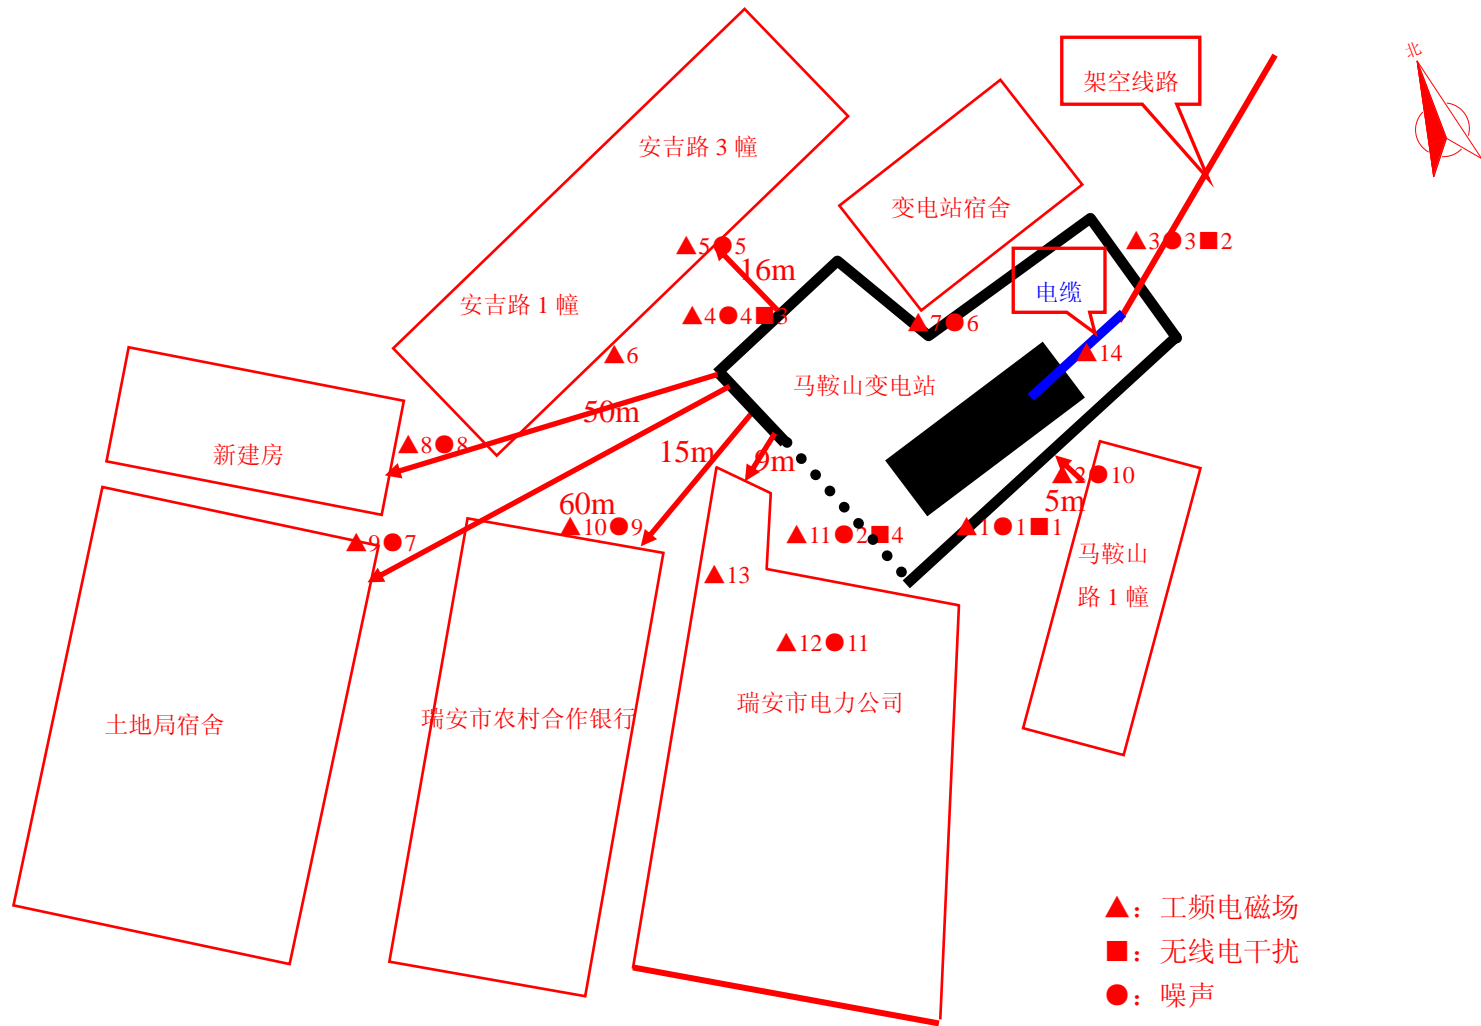 北
架空线路
安吉路 3 幢
变电站宿舍
▲3●3■2
▲5●5
16m
电缆
安吉路 1 幢
▲4●4■3
▲7●6
▲6
▲14
马鞍山变电站
50m
▲8●8
新建房
15m
9m
▲2●10
5m
60m
▲10●9
▲11●2■4
▲1●1■1
▲9●7
马鞍山
路 1 幢
▲13
▲12●11
瑞安市电力公司
土地局宿舍
瑞安市农村合作银行
▲：工频电磁场
■：无线电干扰
●：噪声